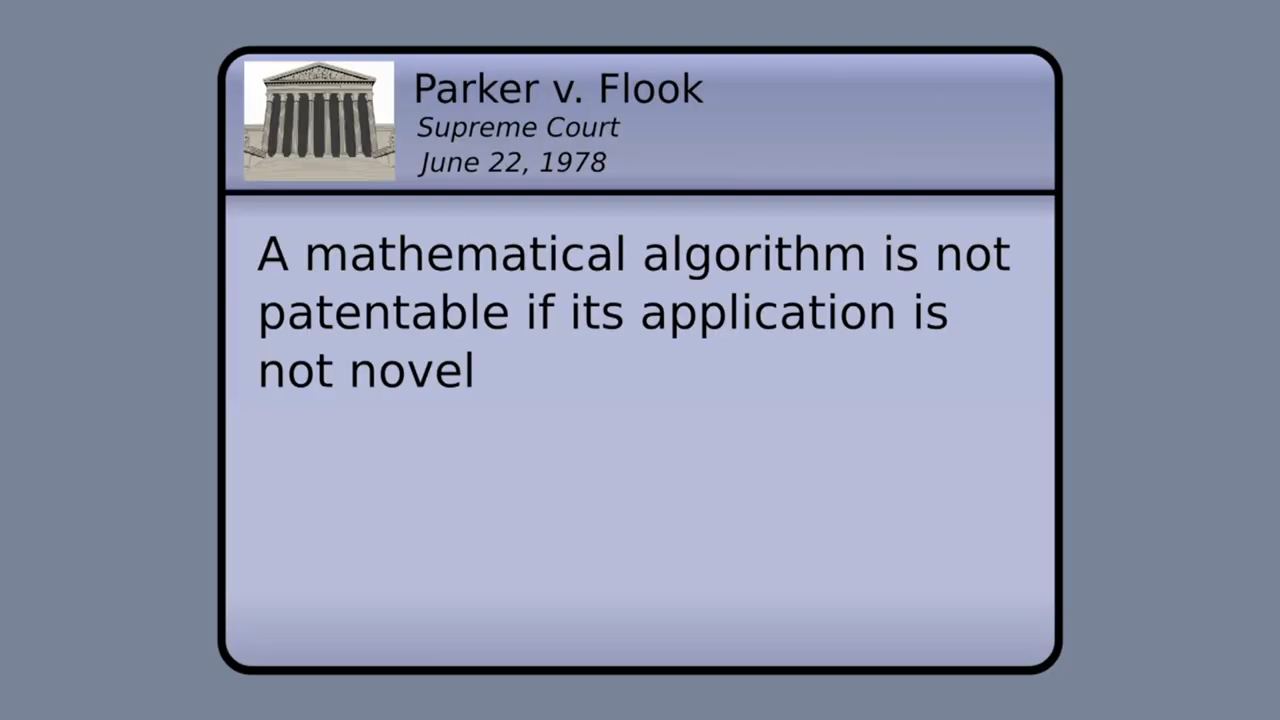 Parker v. Flook
Supreme Court
June 22, 1978
A mathematical algorithm is not
patentable if its application is
not novel